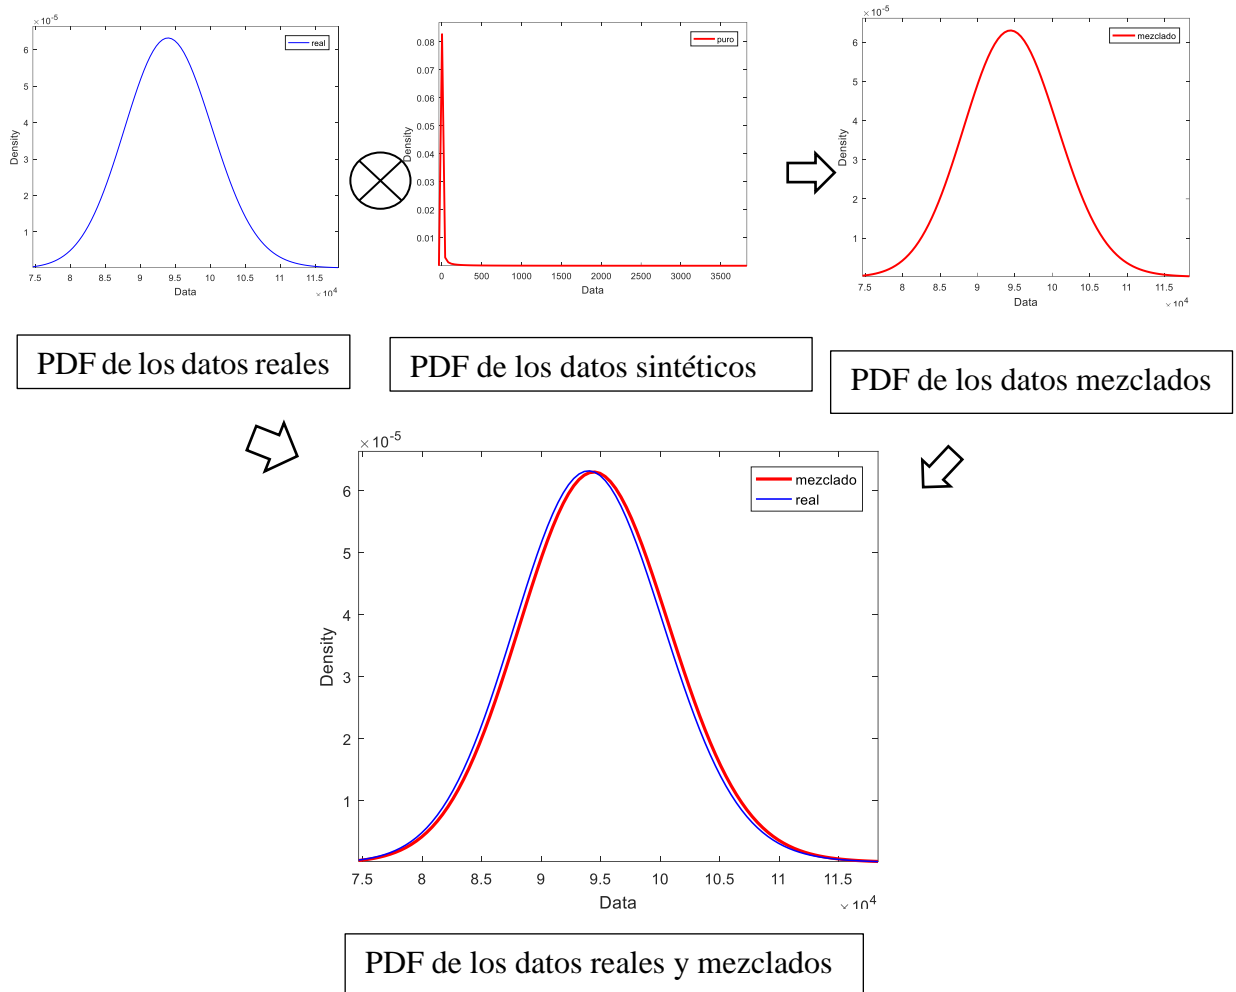 ×10-5
real
6
5
4
3
2
1
Density
7.5 8 8.5 9 9.5 10 10.5 11 11.5
Data
×10 4
puro
0.08
0.07
0.06
0.05
0.04
0.03
0.02
0.01
Density
0 500 1000 1500 2000 2500 3000 3500
Data
×10-5
mezclado
6
5
4
3
2
1
Density
7.5 8 8.5 9 9.5 10 10.5 11 11.5
Data
×10 4
PDF de los datos reales
PDF de los datos sintéticos
PDF de los datos mezclados
×10-5
mezclado
real
6
5
4
3
2
1
Density
7.5 8 8.5 9 9.5 10 10.5 11 11.5
Data
×10 4
PDF de los datos reales y mezclados